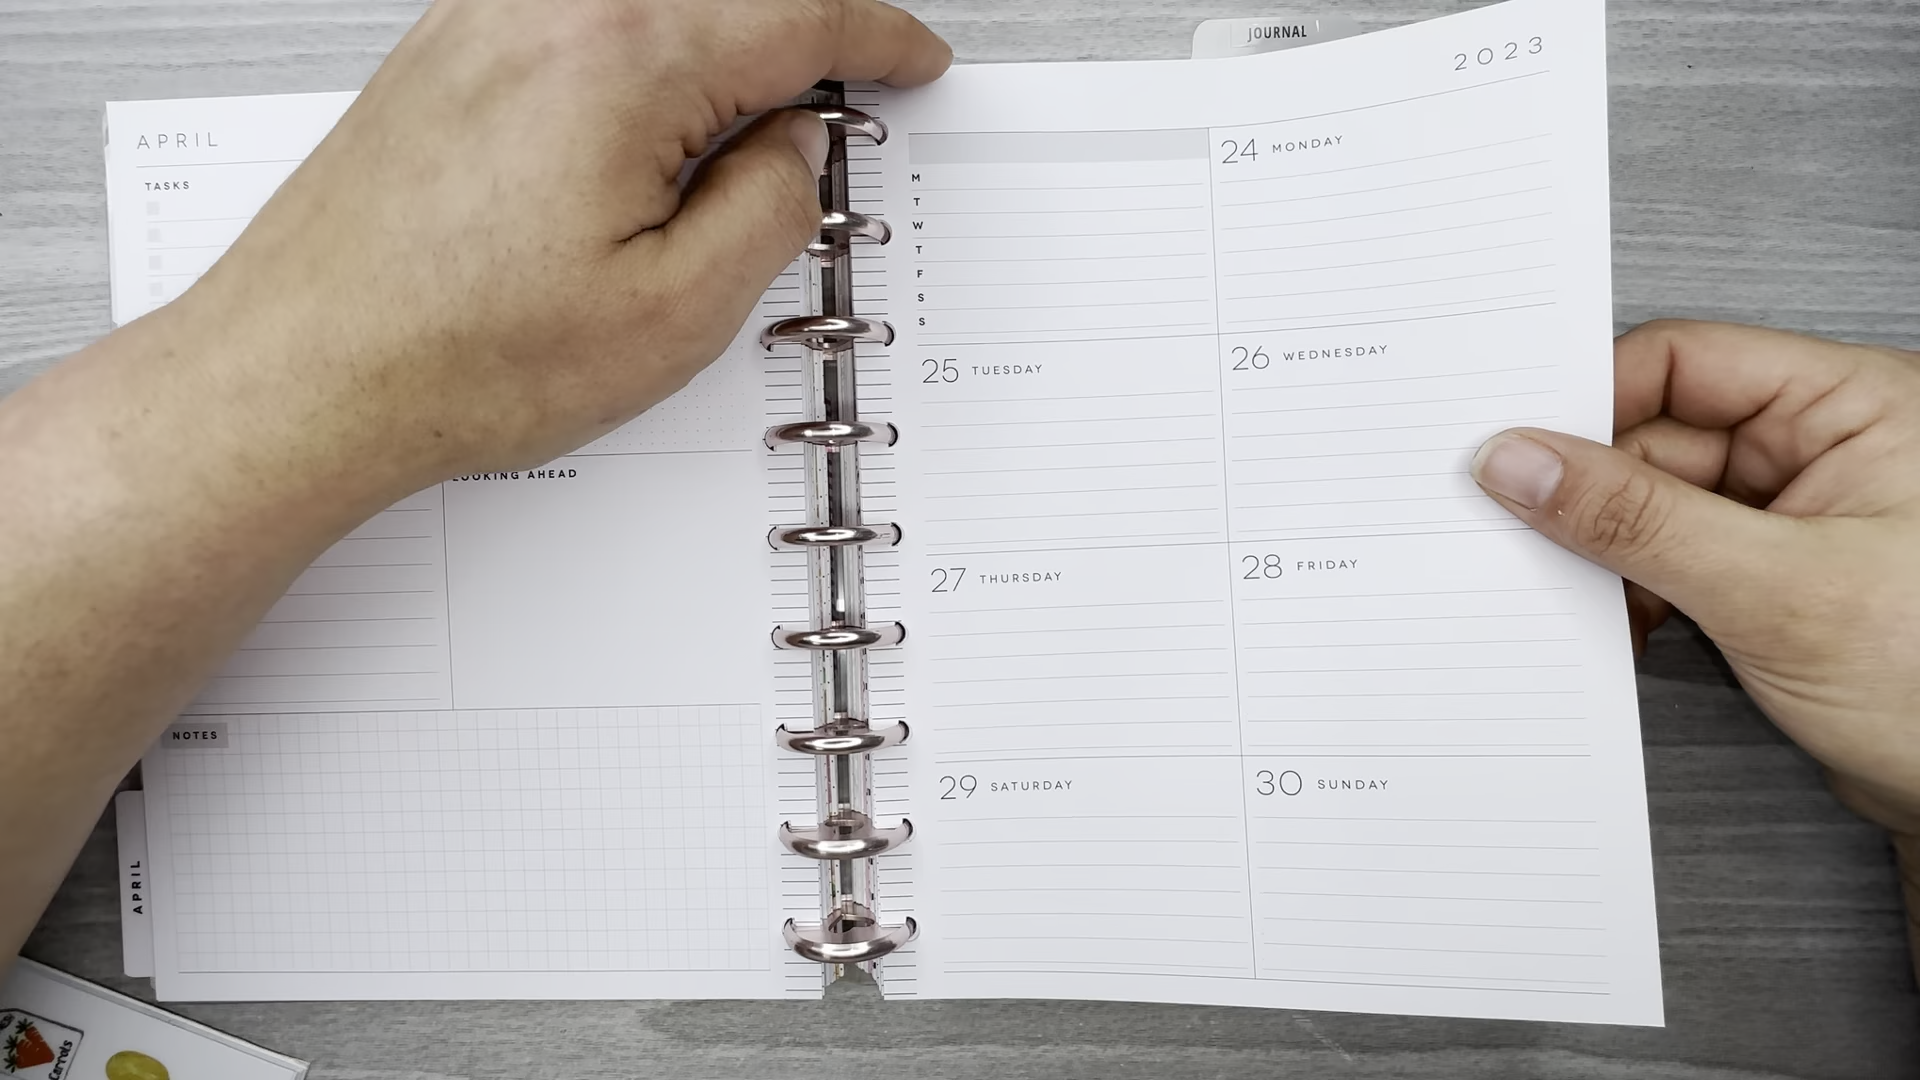 JOURNAL
APRIL
TASKS
LOOKING AHEAD
NOTES
APRIL
2023
M
T
W
T
F
S
S
24 MONDAY
25 TUESDAY
26 WEDNESDAY
27 THURSDAY
28 FRIDAY
29 SATURDAY
30 SUNDAY
Carrots